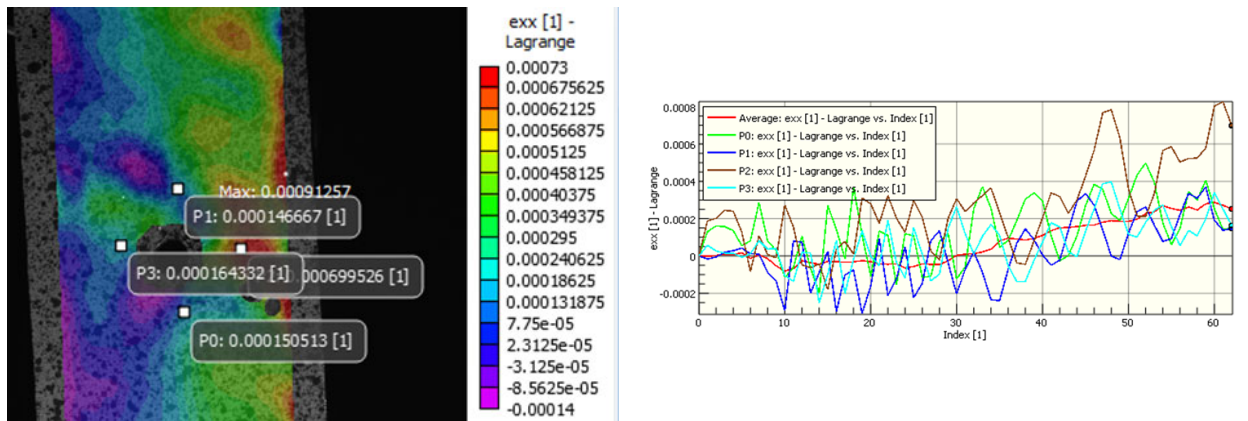 exx [1] -
Lagrange
0.00073
0.000675625
0.00062125
0.000566875
0.0005125
0.000458125
0.00040375
0.000349375
0.000295
0.000240625
0.00018625
0.000131875
7.75e-05
2.3125e-05
-3.125e-05
-8.5625e-05
-0.00014
Max: 0.00091257
P1: 0.000146667 [1]
P3: 0.000164332 [1]
000699526 [1]
P0: 0.000150513 [1]
exx [1] - Lagrange
0.0008
0.0006
0.0004
0.0002
0
-0.0002
Average: exx [1] - Lagrange vs. Index [1]
P0: exx [1] - Lagrange vs. Index [1]
P1: exx [1] - Lagrange vs. Index [1]
P2: exx [1] - Lagrange vs. Index [1]
P3: exx [1] - Lagrange vs. Index [1]
0 10 20 30 40 50 60
Index [1]